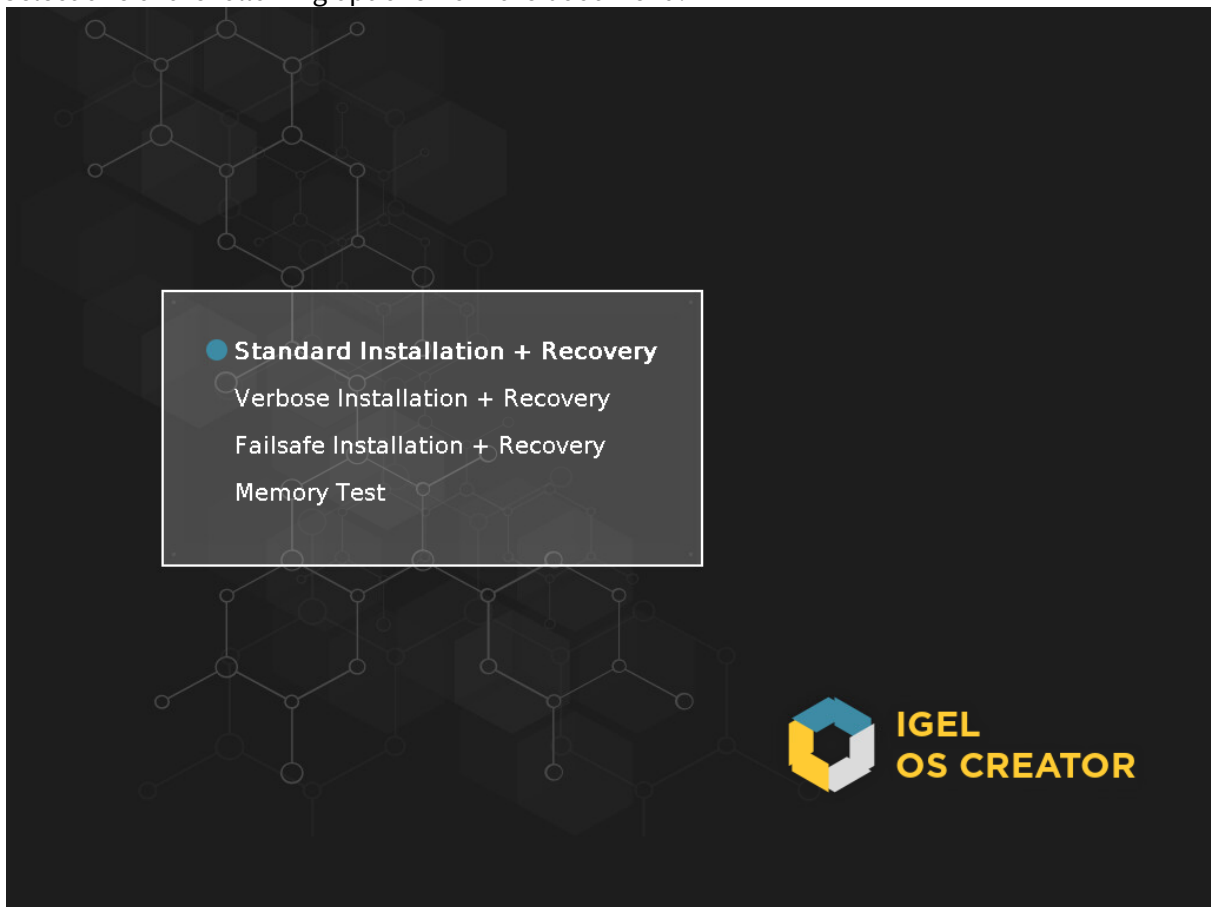 Standard Installation + Recovery
Verbose Installation + Recovery
Failsafe Installation + Recovery
Memory Test
IGEL
OS CREATOR